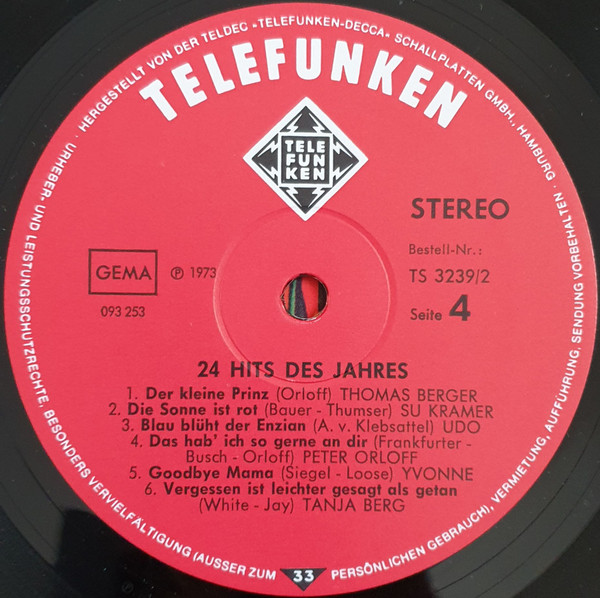 URHEBER- UND LEISTUNGSSCHUTZRECHTE, BESONDERS VERVIELFÄLTIGUNG (AUSSER ZUM PERSÖNLICHEN GEBRAUCH), VERMIETUNG, AUFFÜHRUNG, SENDUNG VORBEHALTEN · HERGESTELLT VON DER TELDEC »TELEFUNKEN-DECCA« SCHALLPLATTEN GMBH., HAMBURG ·
TELEFUNKEN
TELE
FUN
KEN
STEREO
Bestell-Nr.:
GEMA ℗ 1973 TS 3239/2
093 253 Seite 4
24 HITS DES JAHRES
1. Der kleine Prinz (Orloff) THOMAS BERGER
2. Die Sonne ist rot (Bauer - Thumser) SU KRAMER
3. Blau blüht der Enzian (A. v. Klebsattel) UDO
4. Das hab' ich so gerne an dir (Frankfurter -
Busch - Orloff) PETER ORLOFF
5. Goodbye Mama (Siegel - Loose) YVONNE
6. Vergessen ist leichter gesagt als getan
(White - Jay) TANJA BERG
33